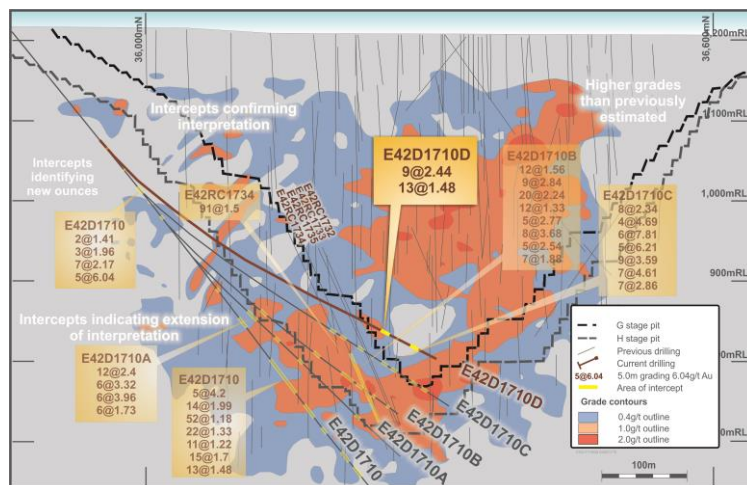 36,000mN
36,600mN
1,200mRL
Higher grades
than previously
estimated
Intercepts confirming
interpretation
1,100mRL
E42D1710D
9@2.44
13@1.48
E42D1710B
12@1.56
9@2.84
20@2.24
12@1.33
5@2.77
8@3.68
5@2.54
7@1.88
Intercepts
identifying
new ounces
E42RC1734
91@1.5
E42RC1732
E42RC1733
E42RC1735
E42RC1734
E42D1710C
8@2.34
4@4.69
6@7.81
5@6.21
9@3.59
7@4.61
7@2.86
1,000mRL
E42D1710
2@1.41
3@1.96
7@2.17
5@6.04
900mRL
Intercepts indicating extension
of interpretation
E42D1710A
12@2.4
6@3.32
6@3.96
6@1.73
E42D1710
5@4.2
14@1.99
52@1.18
22@1.33
11@1.22
15@1.7
13@1.48
E42D1710D
E42D1710C
E42D1710B
E42D1710A
E42D1710
G stage pit
H stage pit
Previous drilling
Current drilling
5@6.04 5.0m grading 6.04g/t Au
Area of intercept
Grade contours
0.4g/t outline
1.0g/t outline
2.0g/t outline
100m